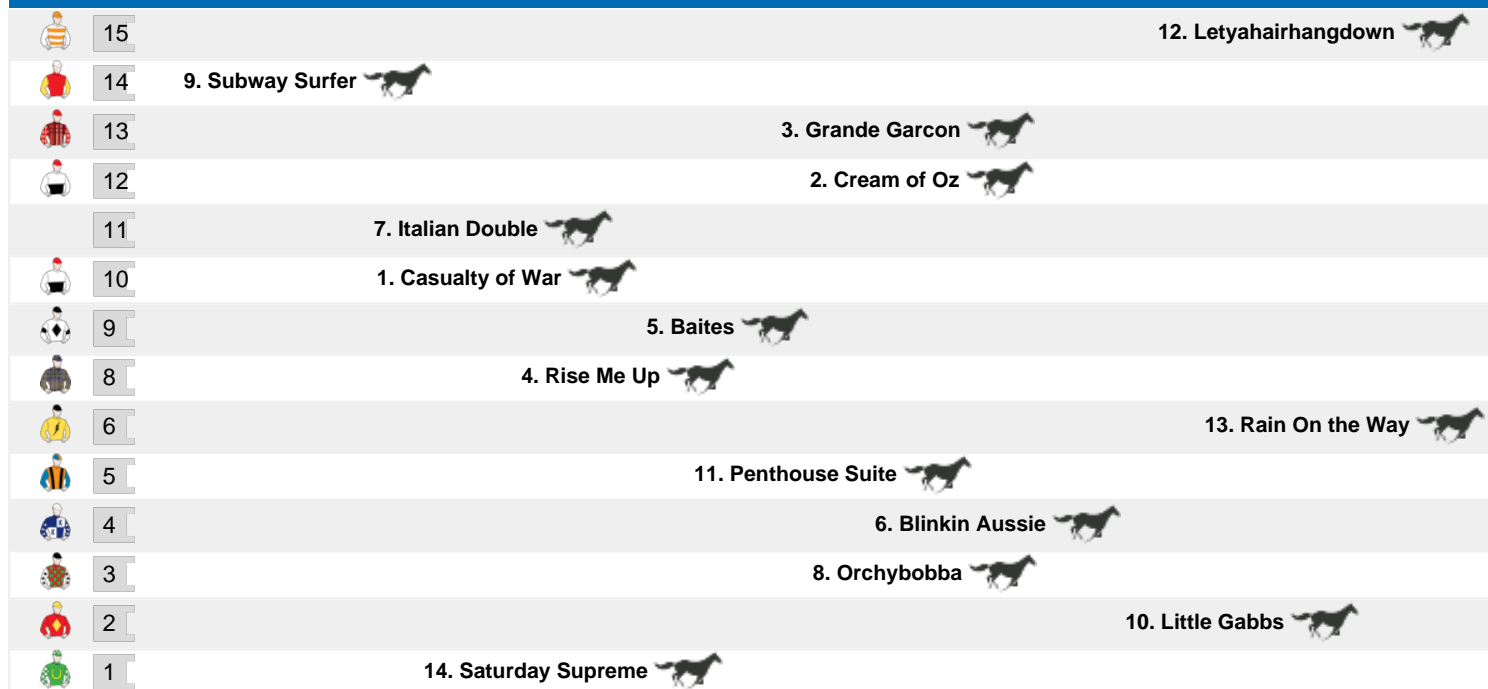 15 12. Letyahairhangdown
14 9. Subway Surfer
13 3. Grande Garcon
12 2. Cream of Oz
11 7. Italian Double
10 1. Casualty of War
9 5. Baites
8 4. Rise Me Up
6 13. Rain On the Way
5 11. Penthouse Suite
4 6. Blinkin Aussie
3 8. Orchybobba
2 10. Little Gabbs
1 14. Saturday Supreme